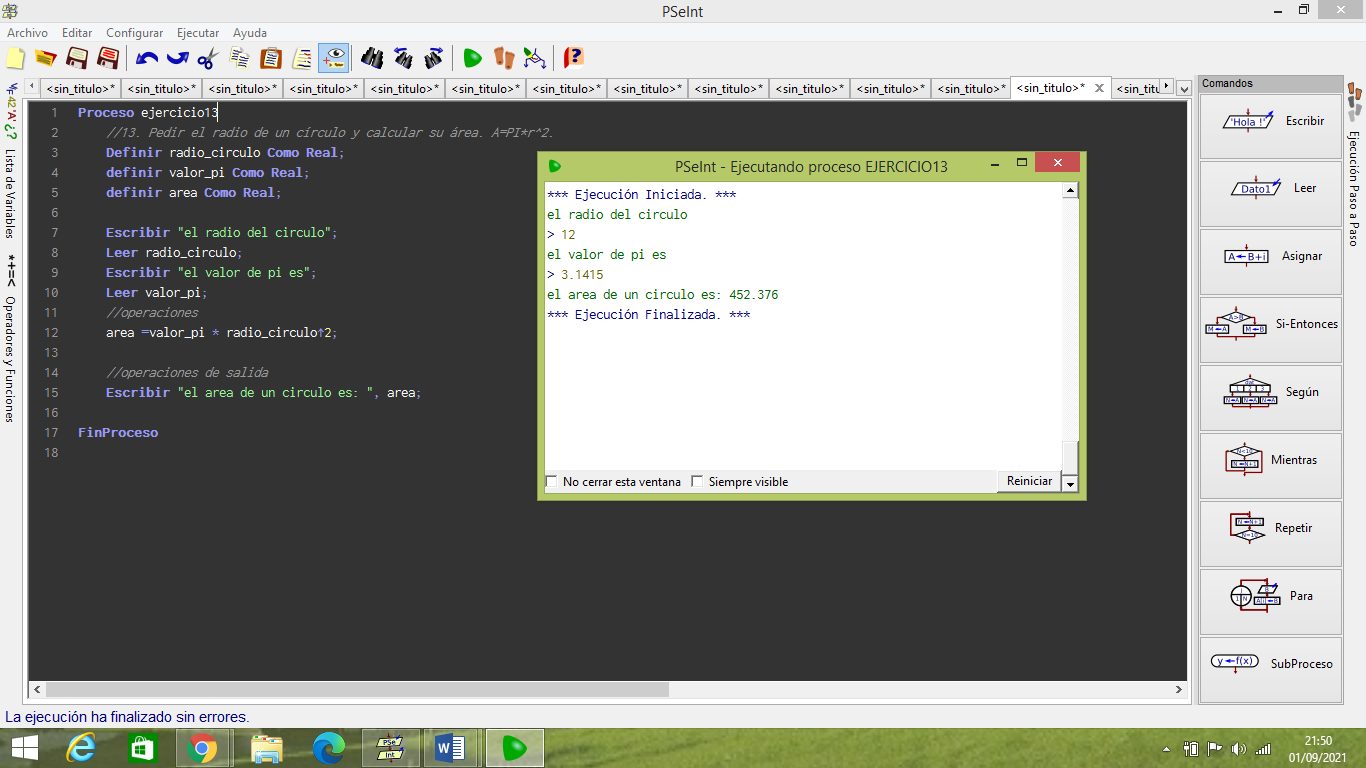 PSeInt
Archivo Editar Configurar Ejecutar Ayuda
<sin_titulo>* <sin_titulo>* <sin_titulo>* <sin_titulo>* <sin_titulo>* <sin_titulo>* <sin_titulo>* <sin_titulo>* <sin_titulo>* <sin_titulo>* <sin_titulo>* <sin_titulo>* <sin_titulo>* <sin_titu
Lista de Variables
*+=< Operadores y Funciones
1 Proceso ejercicio13
2 //13. Pedir el radio de un círculo y calcular su área. A=PI*r^2.
3 Definir radio_circulo Como Real;
4 definir valor_pi Como Real;
5 definir area Como Real;
6
7 Escribir "el radio del circulo";
8 Leer radio_circulo;
9 Escribir "el valor de pi es";
10 Leer valor_pi;
11 //operaciones
12 area =valor_pi * radio_circulo↑2;
13
14 //operaciones de salida
15 Escribir "el area de un circulo es: ", area;
16
17 FinProceso
18
PSeInt - Ejecutando proceso EJERCICIO13
*** Ejecución Iniciada. ***
el radio del circulo
> 12
el valor de pi es
> 3.1415
el area de un circulo es: 452.376
*** Ejecución Finalizada. ***
No cerrar esta ventana Siempre visible Reiniciar
Comandos
'Hola !' Escribir
Dato1 Leer
A←B+i Asignar
A>B M←A M←B Si-Entonces
Según
Mientras
Repetir
Para
y←f(x) SubProceso
Ejecución Paso a Paso
La ejecución ha finalizado sin errores.
PSe
Int
21:50
01/09/2021